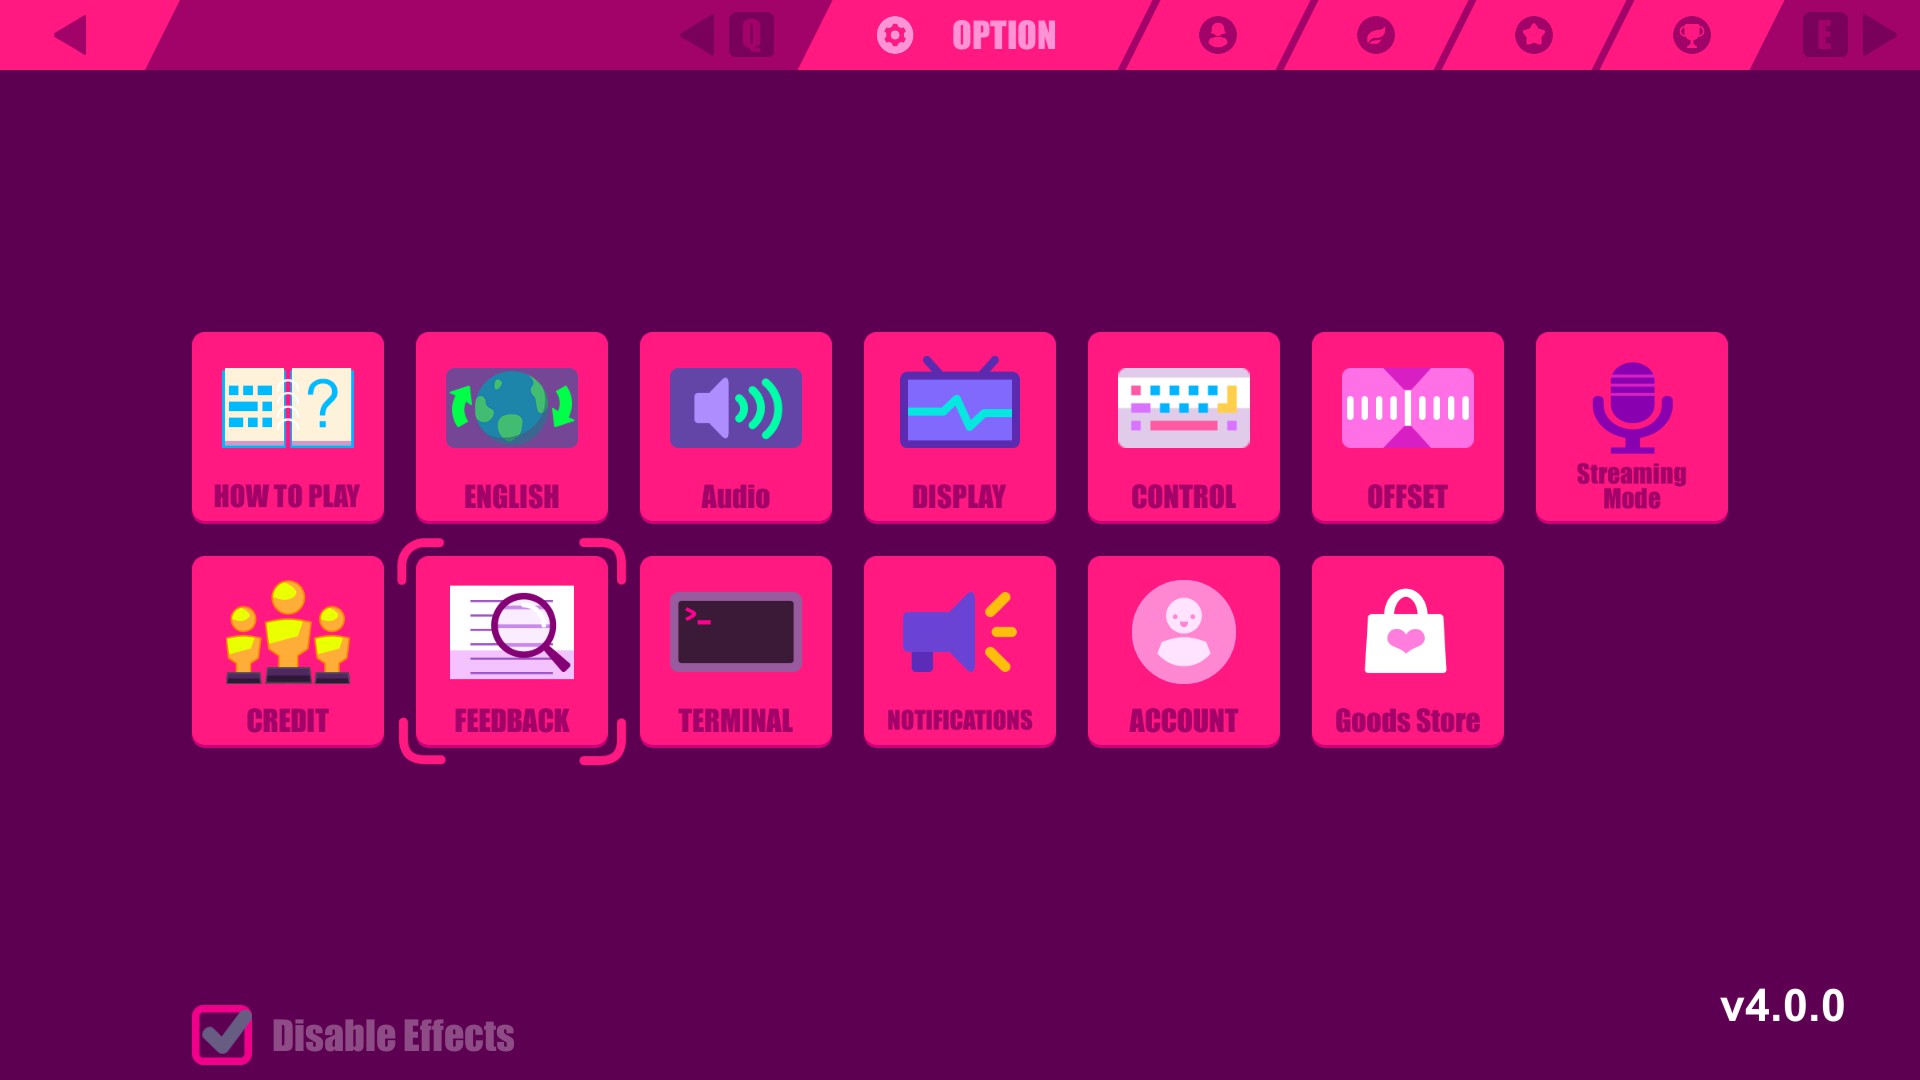 Q
OPTION
E
HOW TO PLAY
ENGLISH
Audio
DISPLAY
CONTROL
OFFSET
Streaming
Mode
CREDIT
FEEDBACK
TERMINAL
NOTIFICATIONS
ACCOUNT
Goods Store
Disable Effects
v4.0.0